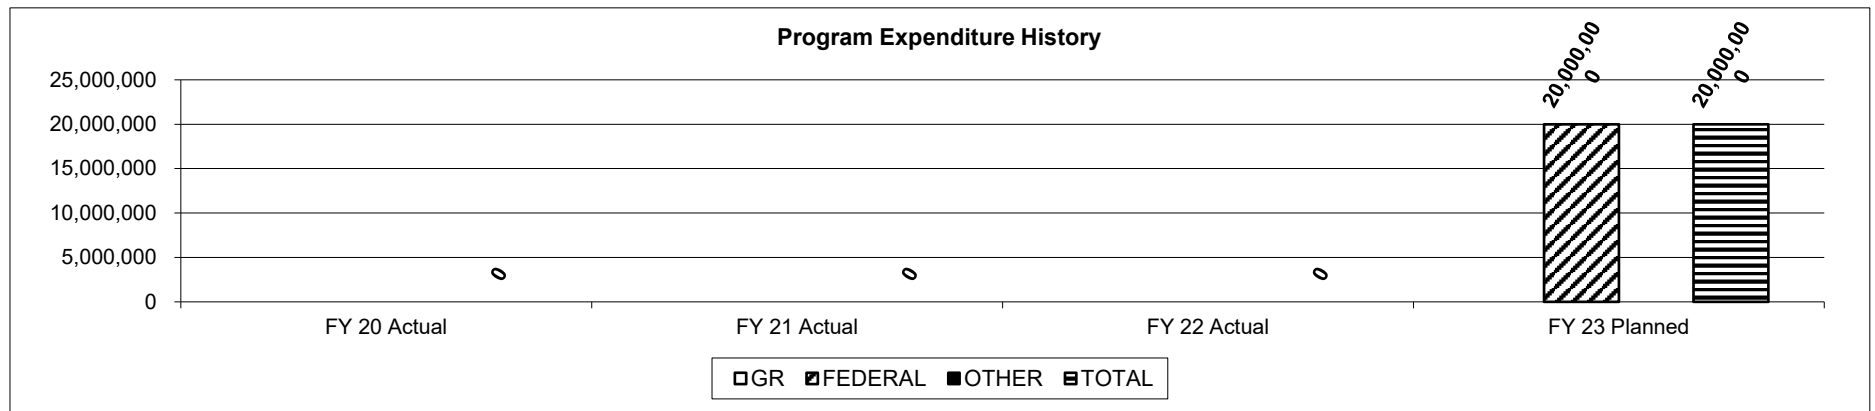 Program Expenditure History
20,000,00
0
20,000,00
0
25,000,000
20,000,000
15,000,000
10,000,000
5,000,000
0
0
0
0
FY 20 Actual
FY 21 Actual
FY 22 Actual
FY 23 Planned
GR FEDERAL OTHER TOTAL